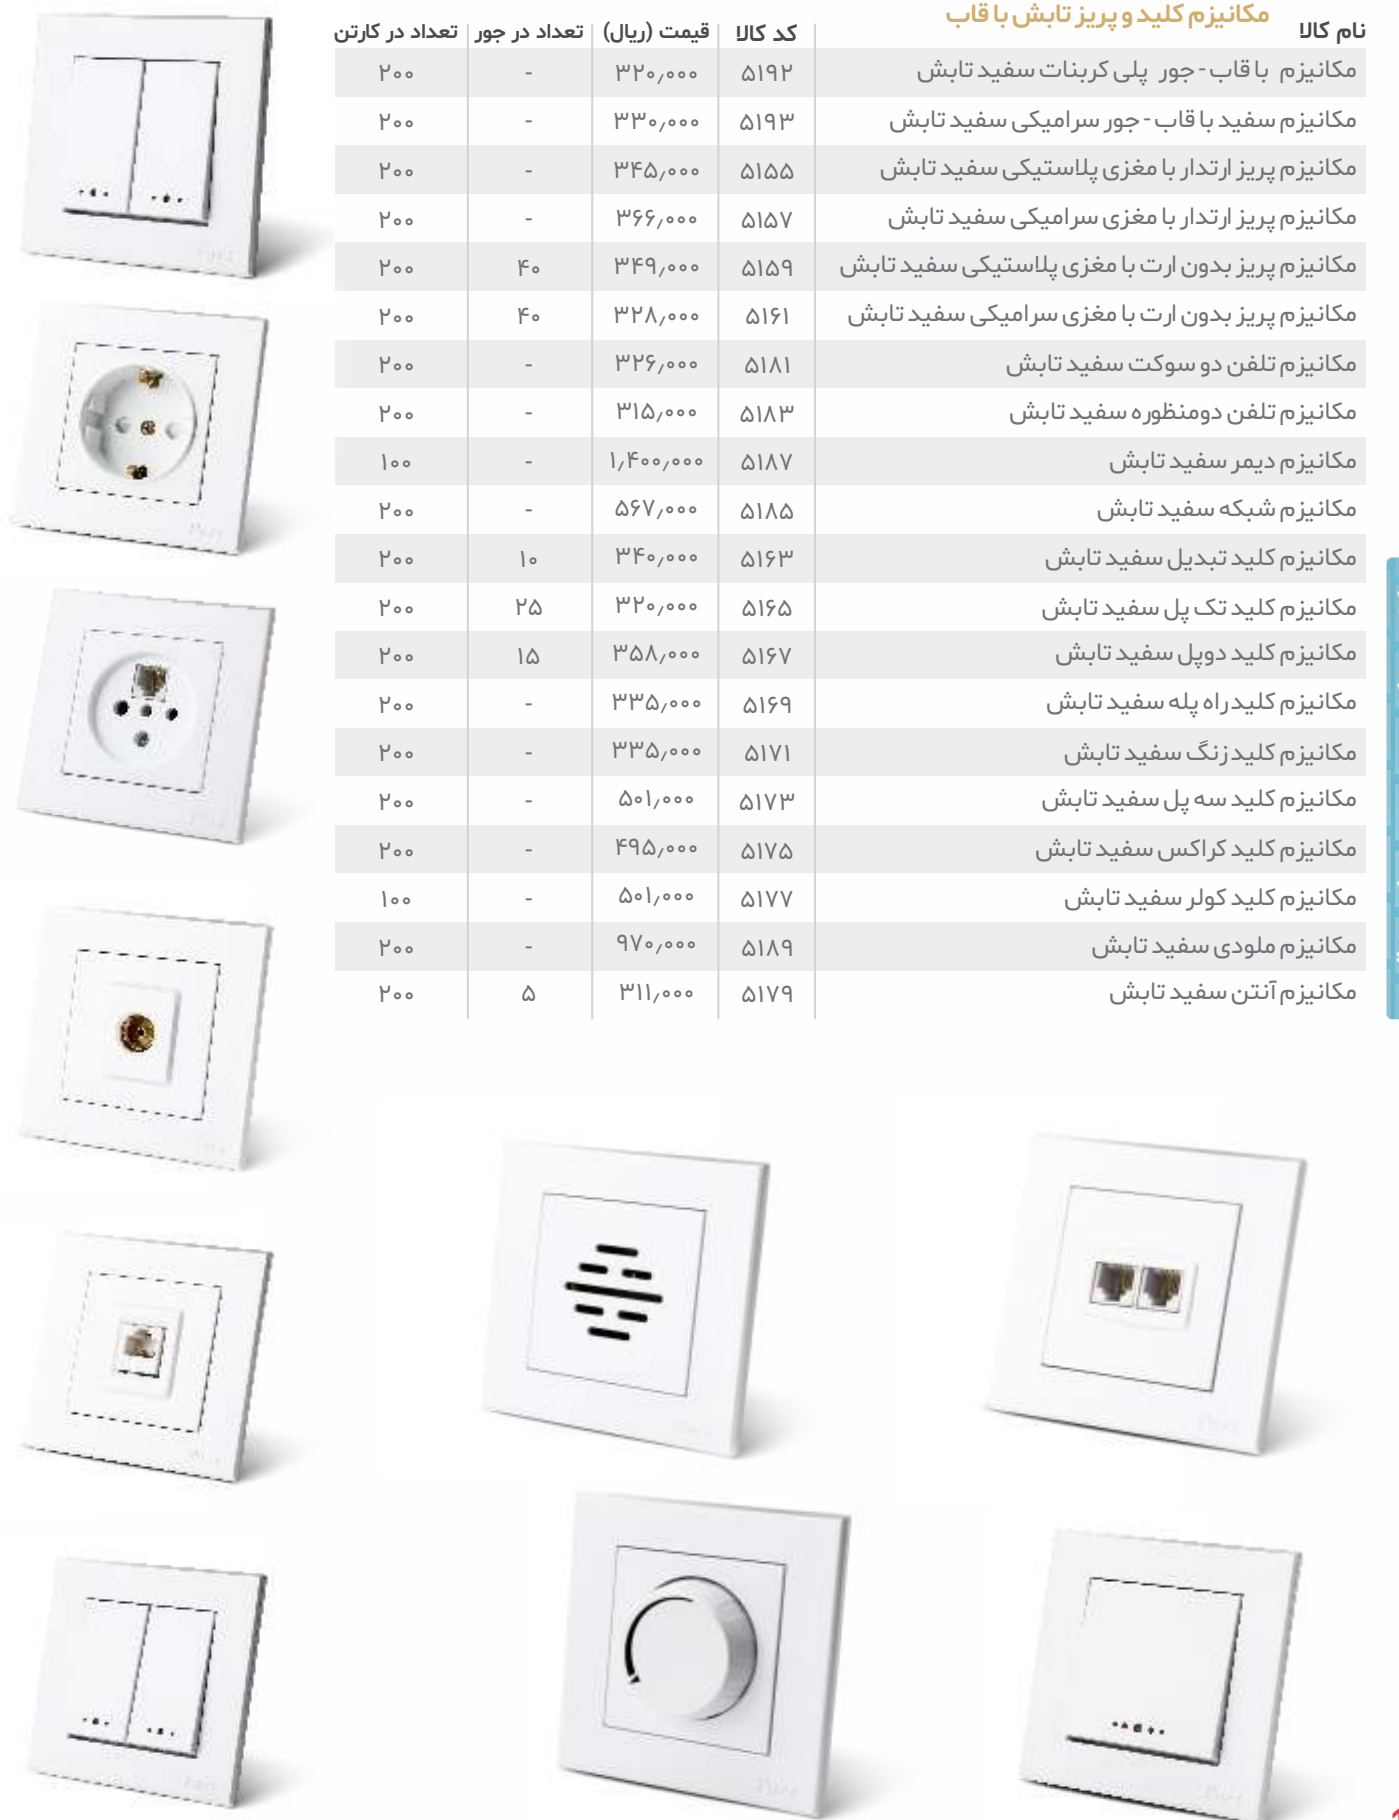 مکانیزم کلید و پریز تابش با قاب
نام کالا کد کالا قیمت (ریال) تعداد در جور تعداد در کارتن
مکانیزم با قاب - جور پلی کربنات سفید تابش ۵۱۹۲ ۳۲۰٫۰۰۰ - ۲۰۰
مکانیزم سفید با قاب - جور سرامیکی سفید تابش ۵۱۹۳ ۳۳۰٫۰۰۰ - ۲۰۰
مکانیزم پریز ارتدار با مغزی پلاستیکی سفید تابش ۵۱۵۵ ۳۴۵٫۰۰۰ - ۲۰۰
مکانیزم پریز ارتدار با مغزی سرامیکی سفید تابش ۵۱۵۷ ۳۶۶٫۰۰۰ - ۲۰۰
مکانیزم پریز بدون ارت با مغزی پلاستیکی سفید تابش ۵۱۵۹ ۳۴۹٫۰۰۰ ۴۰ ۲۰۰
مکانیزم پریز بدون ارت با مغزی سرامیکی سفید تابش ۵۱۶۱ ۳۲۸٫۰۰۰ ۴۰ ۲۰۰
مکانیزم تلفن دو سوکت سفید تابش ۵۱۸۱ ۳۲۶٫۰۰۰ - ۲۰۰
مکانیزم تلفن دومنظوره سفید تابش ۵۱۸۳ ۳۱۵٫۰۰۰ - ۲۰۰
مکانیزم دیمر سفید تابش ۵۱۸۷ ۱٫۴۰۰٫۰۰۰ - ۱۰۰
مکانیزم شبکه سفید تابش ۵۱۸۵ ۵۶۷٫۰۰۰ - ۲۰۰
مکانیزم کلید تبدیل سفید تابش ۵۱۶۳ ۳۴۰٫۰۰۰ ۱۰ ۲۰۰
مکانیزم کلید تک پل سفید تابش ۵۱۶۵ ۳۲۰٫۰۰۰ ۲۵ ۲۰۰
مکانیزم کلید دوپل سفید تابش ۵۱۶۷ ۳۵۸٫۰۰۰ ۱۵ ۲۰۰
مکانیزم کلید راه پله سفید تابش ۵۱۶۹ ۳۳۵٫۰۰۰ - ۲۰۰
مکانیزم کلید زنگ سفید تابش ۵۱۷۱ ۳۳۵٫۰۰۰ - ۲۰۰
مکانیزم کلید سه پل سفید تابش ۵۱۷۳ ۵۰۱٫۰۰۰ - ۲۰۰
مکانیزم کلید کراکس سفید تابش ۵۱۷۵ ۴۹۵٫۰۰۰ - ۲۰۰
مکانیزم کلید کولر سفید تابش ۵۱۷۷ ۵۰۱٫۰۰۰ - ۱۰۰
مکانیزم ملودی سفید تابش ۵۱۸۹ ۹۷۰٫۰۰۰ - ۲۰۰
مکانیزم آنتن سفید تابش ۵۱۷۹ ۳۱۱٫۰۰۰ ۵ ۲۰۰